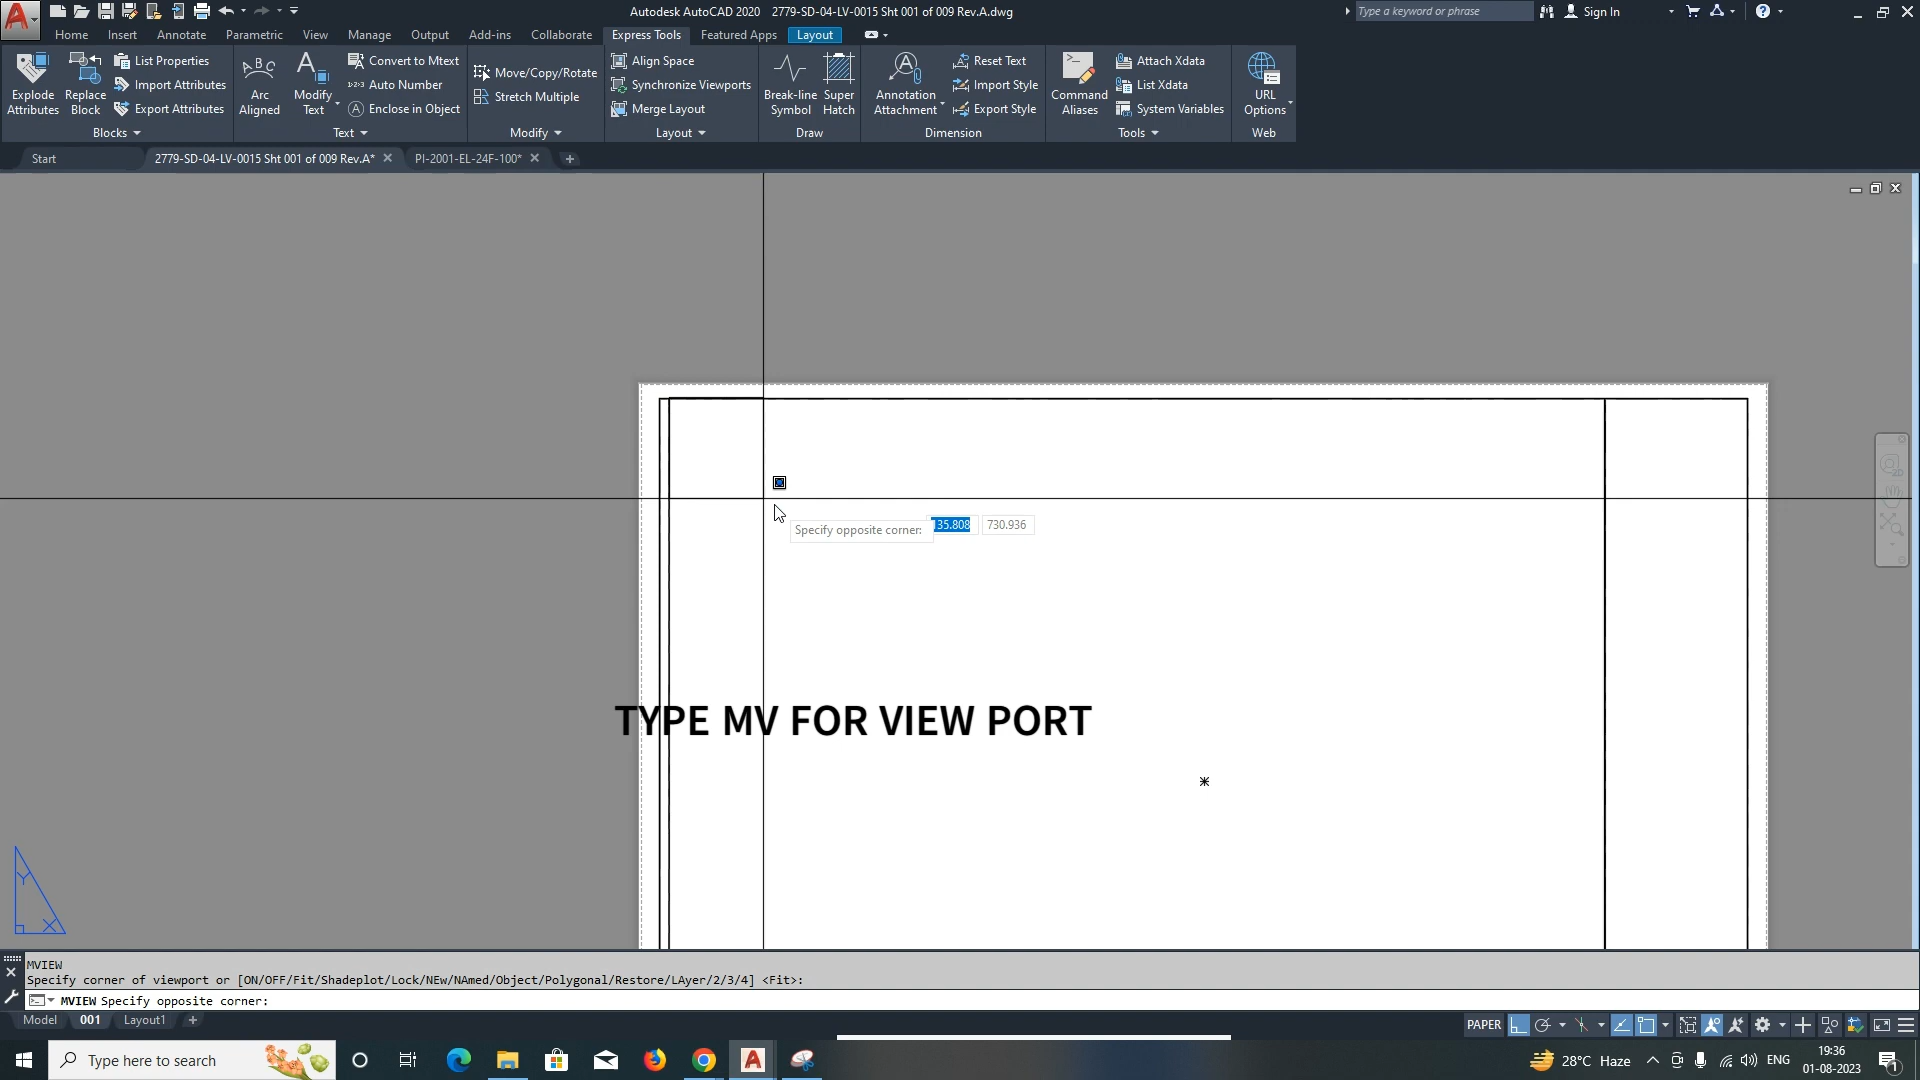 Autodesk AutoCAD 2020 2779-SD-04-LV-0015 Sht 001 of 009 Rev.A.dwg
Type a keyword or phrase
Sign In
Home Insert Annotate Parametric View Manage Output Add-ins Collaborate Express Tools Featured Apps Layout
Explode Attributes
Replace Block
List Properties
Import Attributes
Export Attributes
Blocks
Arc Aligned
Modify Text
Convert to Mtext
Auto Number
Enclose in Object
Text
Move/Copy/Rotate
Stretch Multiple
Modify
Align Space
Synchronize Viewports
Merge Layout
Layout
Break-line Symbol
Super Hatch
Draw
Annotation Attachment
Reset Text
Import Style
Export Style
Dimension
Command Aliases
Attach Xdata
List Xdata
System Variables
Tools
URL Options
Web
Start
2779-SD-04-LV-0015 Sht 001 of 009 Rev.A*
PI-2001-EL-24F-100*
Specify opposite corner: 135.808 730.936
TYPE MV FOR VIEW PORT
Y
X
MVIEW
Specify corner of viewport or [ON/OFF/Fit/Shadeplot/Lock/NEw/NAmed/Object/Polygonal/Restore/LAyer/2/3/4] <Fit>:
MVIEW Specify opposite corner:
Model 001 Layout1
PAPER
Type here to search
28°C Haze
ENG
19:36
01-08-2023
1